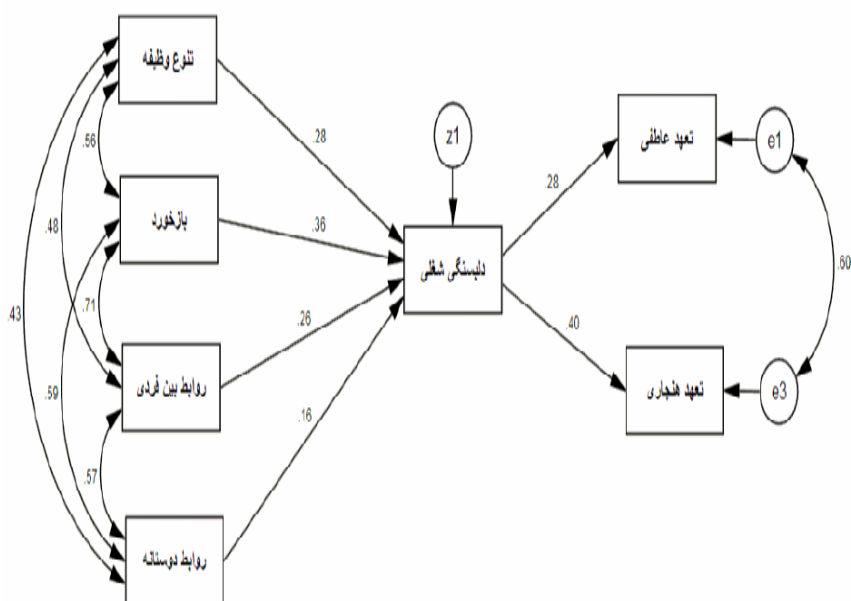 تنوع وظیفه
بازخورد
روابط بین فردی
روابط دوستانه
.56
.48
.71
.43
.59
.57
.28
.36
.26
.16
z1
دلبستگی شغلی
.28
.40
تعهد عاطفی
تعهد هنجاری
e1
e3
.60